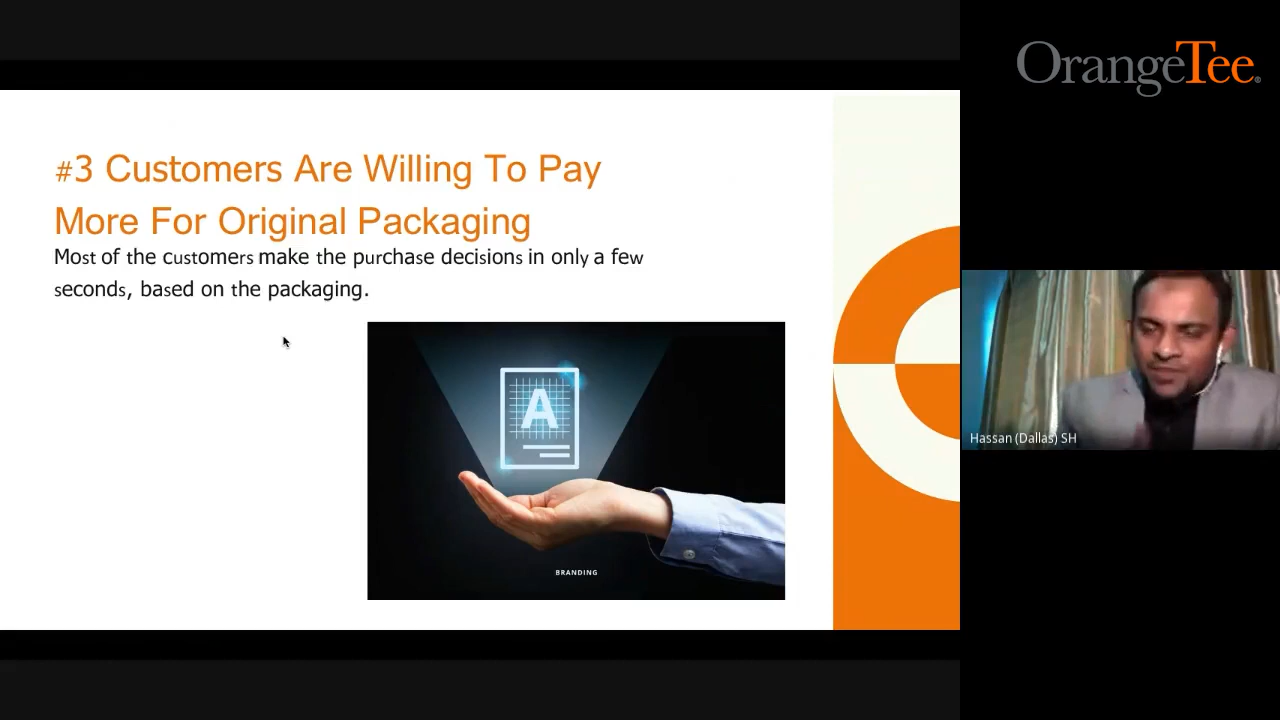 OrangeTee
#3 Customers Are Willing To Pay
More For Original Packaging
Most of the customers make the purchase decisions in only a few
seconds, based on the packaging.
A
BRANDING
Hassan (Dallas) SH